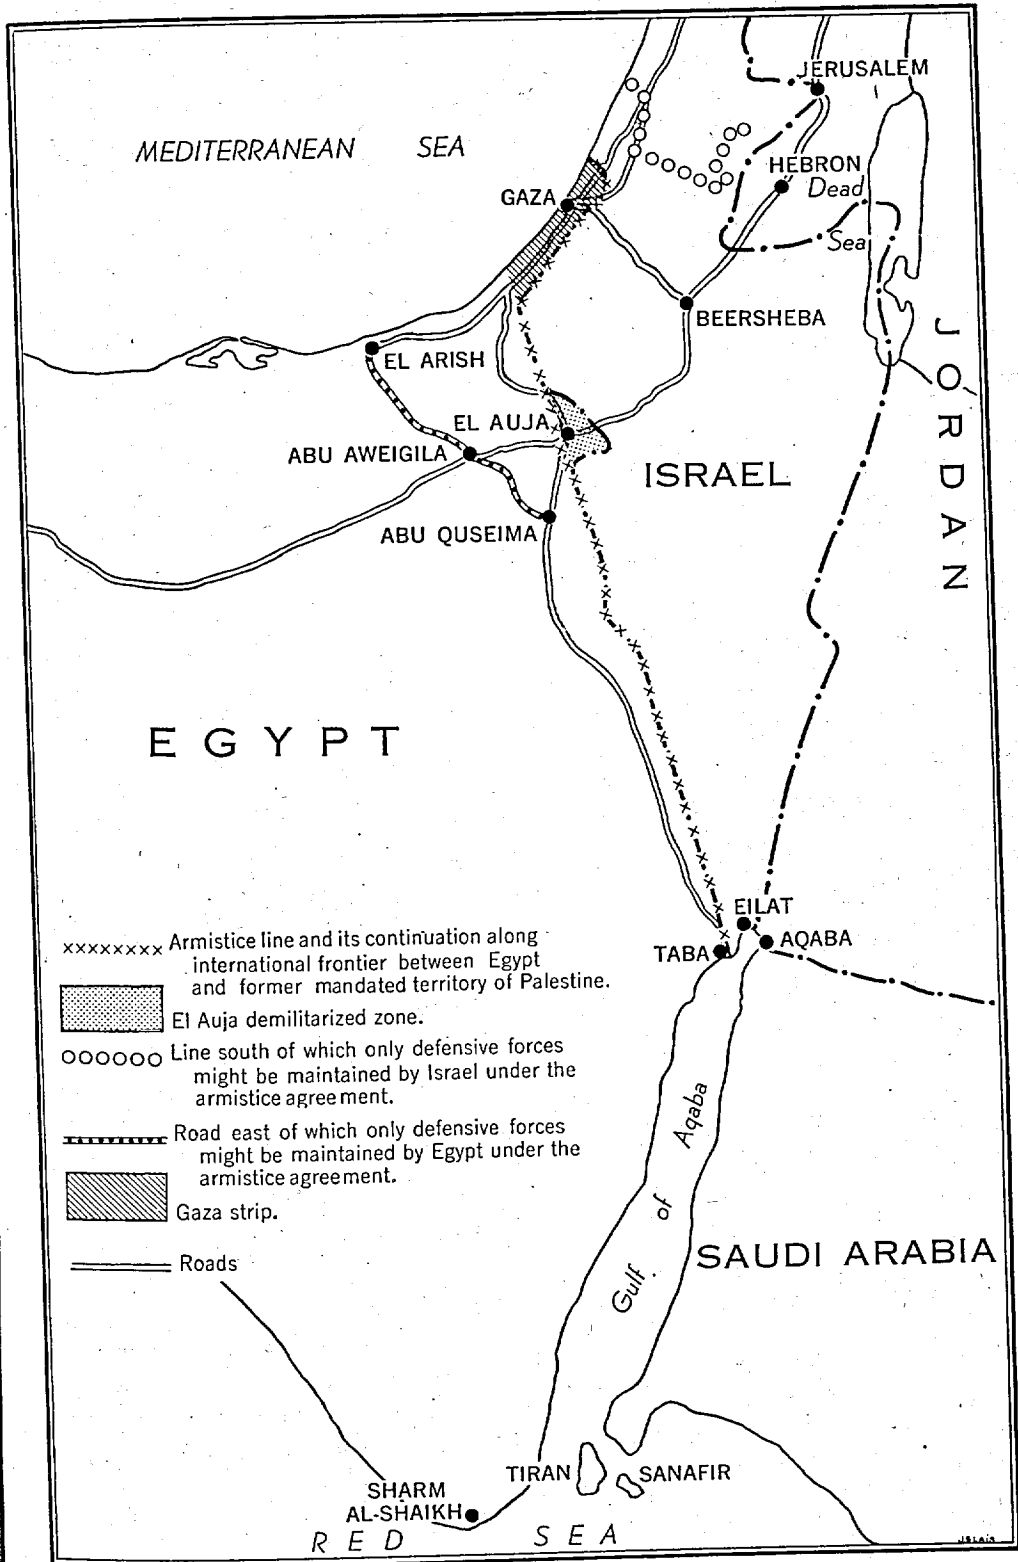 MEDITERRANEAN SEA
JERUSALEM
HEBRON
Dead
Sea
GAZA
BEERSHEBA
EL ARISH
EL AUJA
ABU AWEIGILA
ABU QUSEIMA
ISRAEL
JORDAN
EGYPT
EILAT
TABA
AQABA
xxxxxxxx Armistice line and its continuation along
international frontier between Egypt
and former mandated territory of Palestine.
El Auja demilitarized zone.
Line south of which only defensive forces
might be maintained by Israel under the
armistice agreement.
Road east of which only defensive forces
might be maintained by Egypt under the
armistice agreement.
Gaza strip.
Roads
Gulf of Aqaba
SAUDI ARABIA
TIRAN
SANAFIR
SHARM
AL-SHAIKH
RED SEA